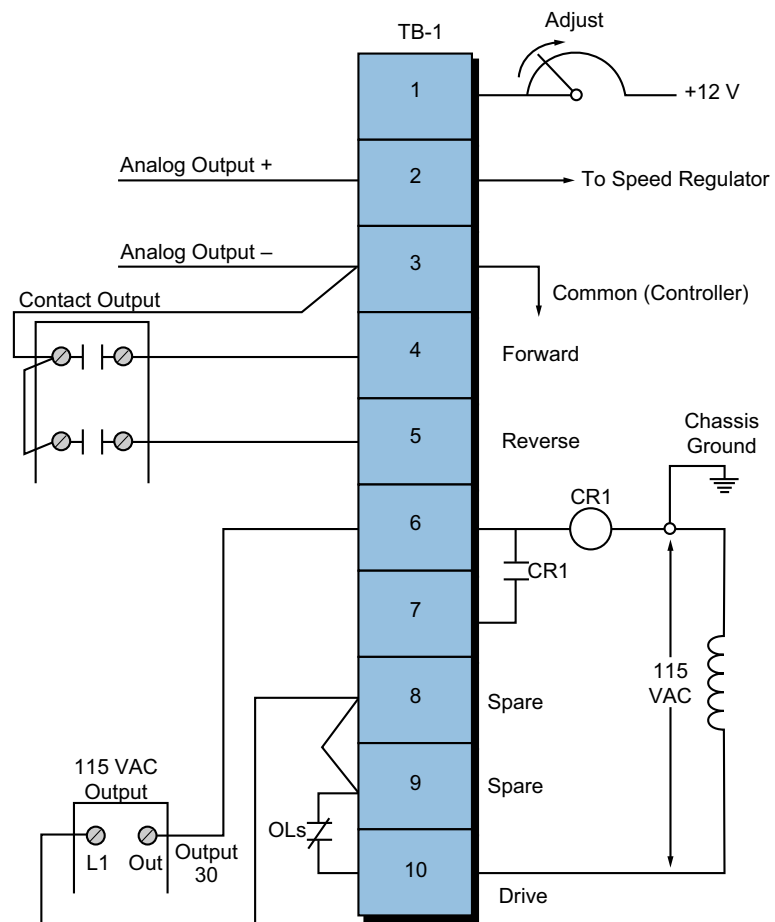 Adjust
TB-1
1
+12 V
Analog Output +
2
To Speed Regulator
Analog Output –
3
Contact Output
Common (Controller)
4
Forward
5
Reverse
Chassis
Ground
6
CR1
CR1
7
115
VAC
8
Spare
9
Spare
115 VAC
Output
OLs
L1
Out
Output
30
10
Drive